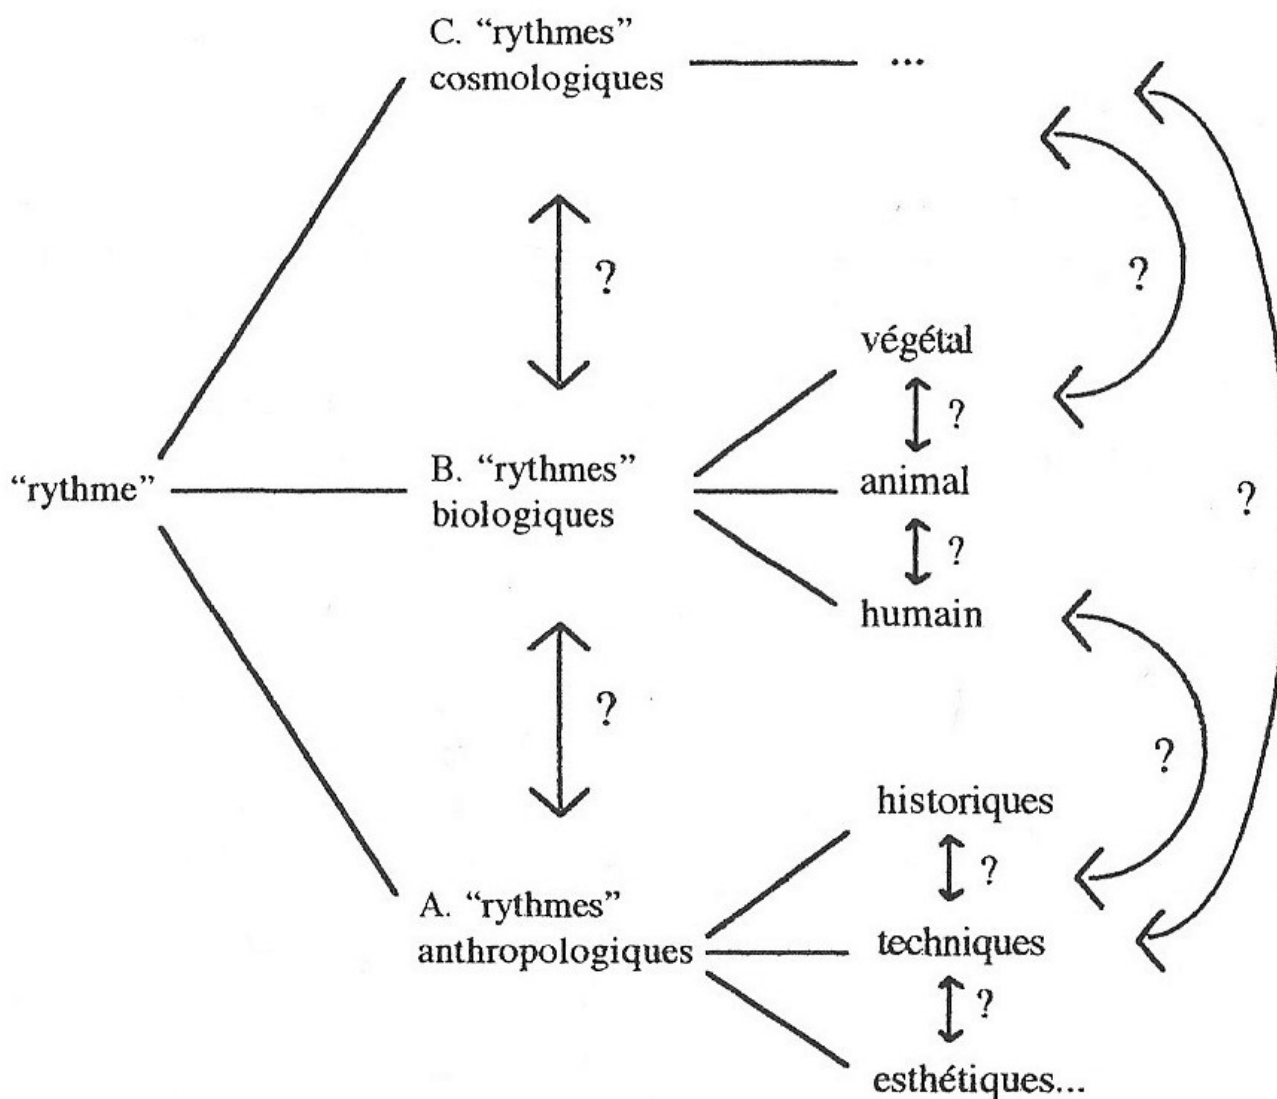 C. “rythmes”
cosmologiques
...
?
?
végétal
?
“rythme”
B. “rythmes”
biologiques
animal
?
?
humain
?
?
historiques
?
A. “rythmes”
anthropologiques
techniques
?
esthétiques...